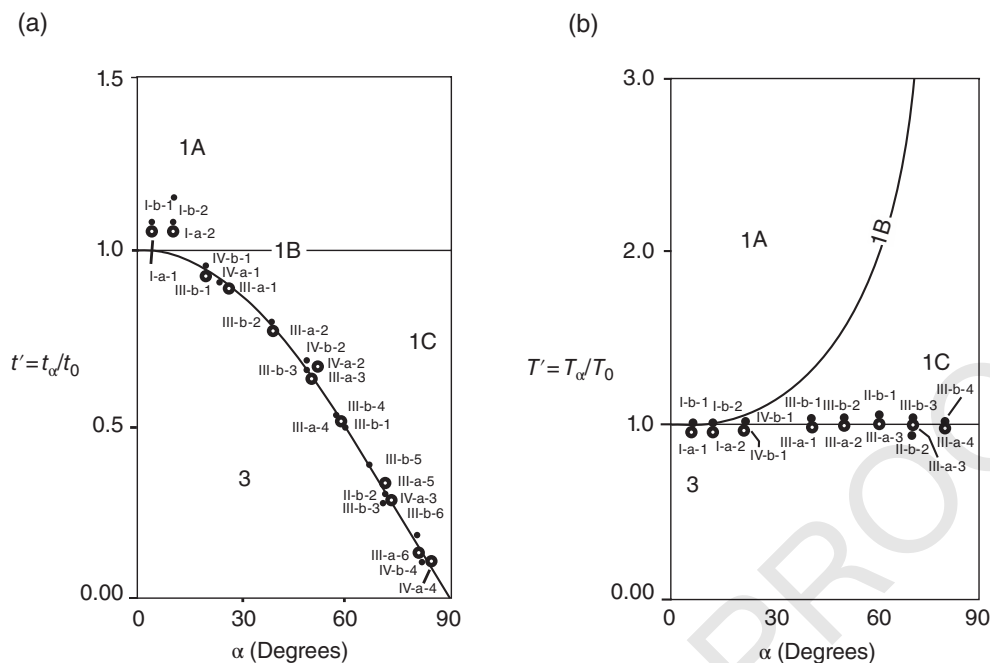 (a)
1.5
1A
I-b-1
I-b-2
I-a-2
1.0
1B
I-a-1
IV-b-1
IV-a-1
III-b-1
III-a-1
III-b-2
III-a-2
IV-b-2
1C
t′ = tα/t0
III-b-3
IV-a-2
III-a-3
III-b-4
0.5
III-a-4
III-b-1
3
III-b-5
III-a-5
II-b-2
IV-a-3
III-b-3
III-b-6
III-a-6
IV-b-4
IV-a-4
0.00
0
30
60
90
α (Degrees)
(b)
3.0
1B
1A
2.0
T′ = Tα/T0
1C
III-b-4
I-b-1
I-b-2
IV-b-1
III-b-1
III-b-2
II-b-1
III-b-3
1.0
I-a-1
I-a-2
IV-b-1
III-a-1
III-a-2
III-a-3
II-b-2
III-a-4
III-a-3
3
0.00
0
30
60
90
α (Degrees)
PROO